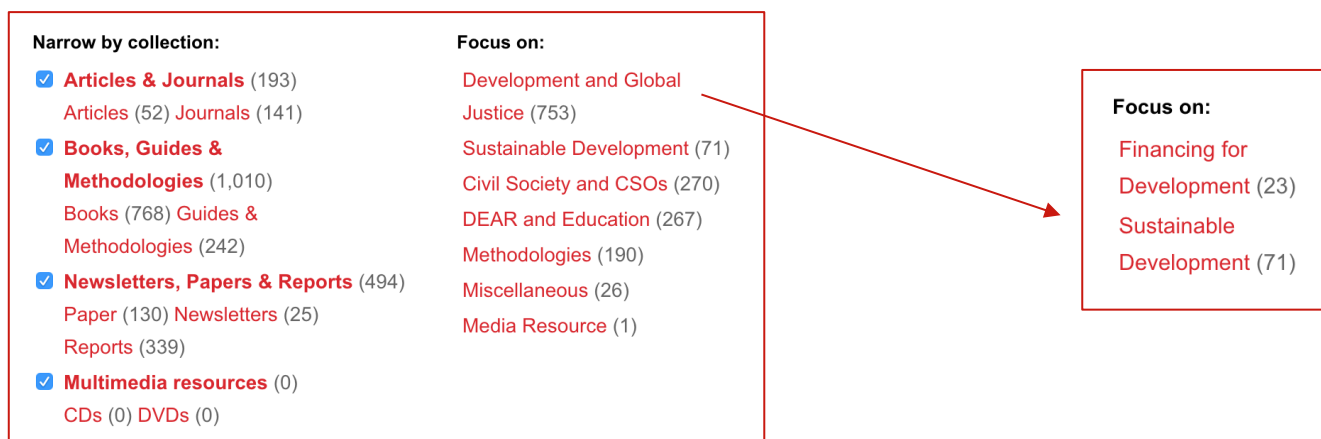 Narrow by collection:
Articles & Journals (193)
Articles (52) Journals (141)
Books, Guides &
Methodologies (1,010)
Books (768) Guides &
Methodologies (242)
Newsletters, Papers & Reports (494)
Paper (130) Newsletters (25)
Reports (339)
Multimedia resources (0)
CDs (0) DVDs (0)
Focus on:
Development and Global
Justice (753)
Sustainable Development (71)
Civil Society and CSOs (270)
DEAR and Education (267)
Methodologies (190)
Miscellaneous (26)
Media Resource (1)
Focus on:
Financing for
Development (23)
Sustainable
Development (71)